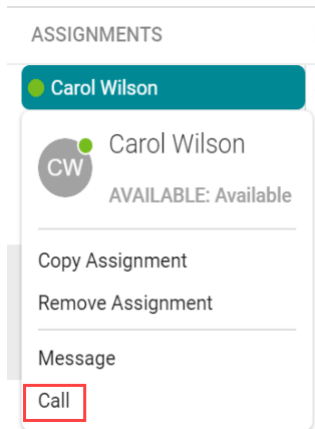 ASSIGNMENTS
Carol Wilson
CW
Carol Wilson
AVAILABLE: Available
Copy Assignment
Remove Assignment
Message
Call